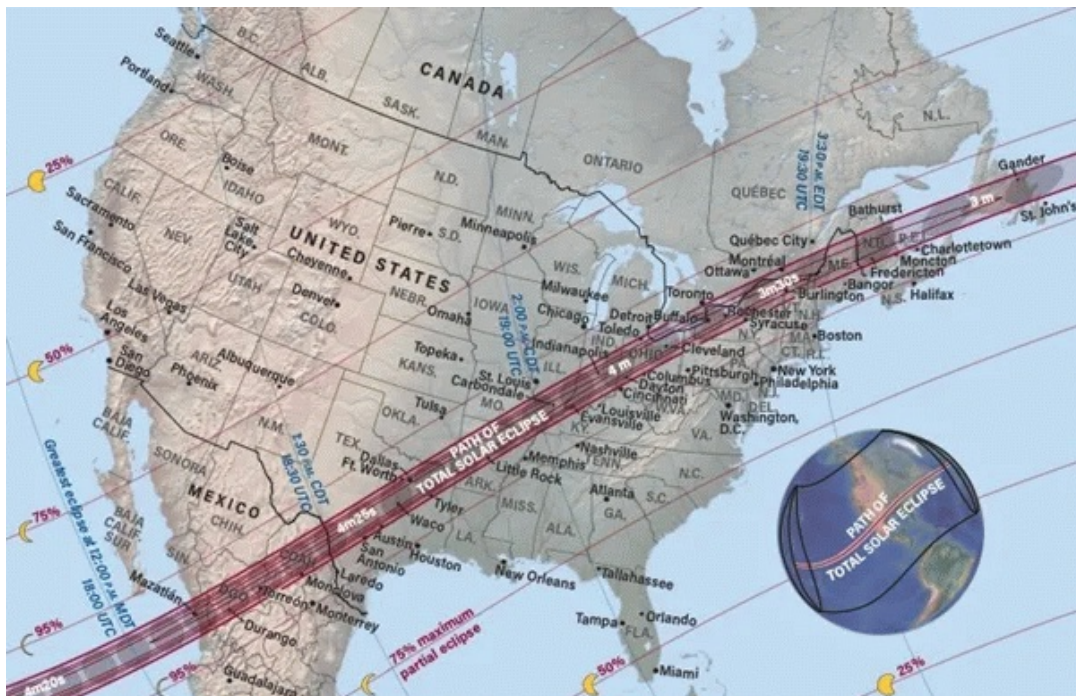 B.C.
Seattle
ALB.
CANADA
Portland
WASH.
SASK.
N.L.
MAN.
ORE.
MONT.
ONTARIO
3:30 P.M. EDT
19:30 UTC
Gander
25%
Boise
N.D.
QUÉBEC
3 m
IDAHO
CALIF.
St. John's
Sacramento
WYO.
MINN.
Bathurst
Salt
Lake
City
Pierre
S.D.
Minneapolis
Québec City
N.B.
P.E.I.
San Francisco
NEV.
UNITED STATES
Cheyenne
WIS.
MICH.
Montréal
Charlottetown
Moncton
Ottawa
ME.
Fredericton
UTAH
NEBR.
IOWA
Milwaukee
3m30s
Bangor
Las Vegas
Denver
Toronto
Burlington
N.S.
Halifax
COLO.
Omaha
2:00 P.M. CDT
19:00 UTC
Chicago
Detroit
Buffalo
Rochester
N.H.
Los
Angeles
Toledo
Syracuse
N.Y.
MA.
Boston
San
Diego
ARIZ.
Albuquerque
Topeka
Indianapolis
IND.
OHIO
Cleveland
CT.
R.I.
50%
Phoenix
KANS.
ILL.
4 m
Pittsburgh
New York
Philadelphia
St. Louis
Carbondale
Columbus
Dayton
Cincinnati
N.J.
MO.
W.VA.
MD.
DEL.
BAJA
CALIF.
N.M.
OKLA.
Tulsa
Louisville
Evansville
Washington,
D.C.
KY.
VA.
PATH OF
TOTAL SOLAR ECLIPSE
TEX.
Nashville
SONORA
1:30 P.M. CDT
18:30 UTC
Dallas
Ft. Worth
Memphis
TENN.
N.C.
Little Rock
ARK.
MEXICO
Atlanta
S.C.
Tyler
MISS.
GA.
75%
BAJA
CALIF.
SUR
CHIH.
4m25s
Waco
ALA.
PATH OF
TOTAL SOLAR ECLIPSE
Greatest eclipse at 12:00 P.M. MDT
18:00 UTC
SIN.
COAH.
Austin
Houston
LA.
San
Antonio
Laredo
New Orleans
Tallahassee
Mazatlán
DGO.
Torreón
Monclova
Monterrey
Orlando
95%
Durango
75% maximum
partial eclipse
Tampa
FLA.
4m20s
95%
Guadalajara
50%
Miami
25%